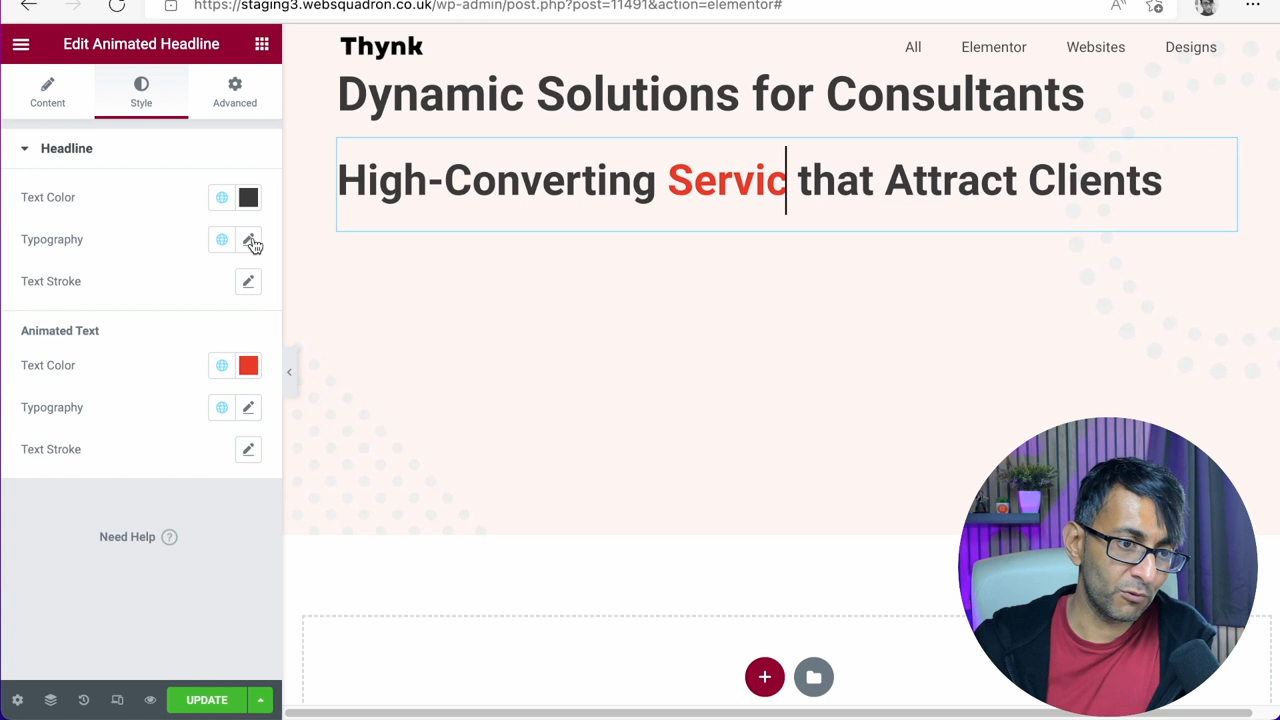 https://staging3.websquadron.co.uk/wp-admin/post.php?post=11491&action=elementor#
Edit Animated Headline
Content
Style
Advanced
Headline
Text Color
Typography
Text Stroke
Animated Text
Text Color
Typography
Text Stroke
Need Help ?
UPDATE
Thynk
All
Elementor
Websites
Designs
Dynamic Solutions for Consultants
High-Converting Servic that Attract Clients